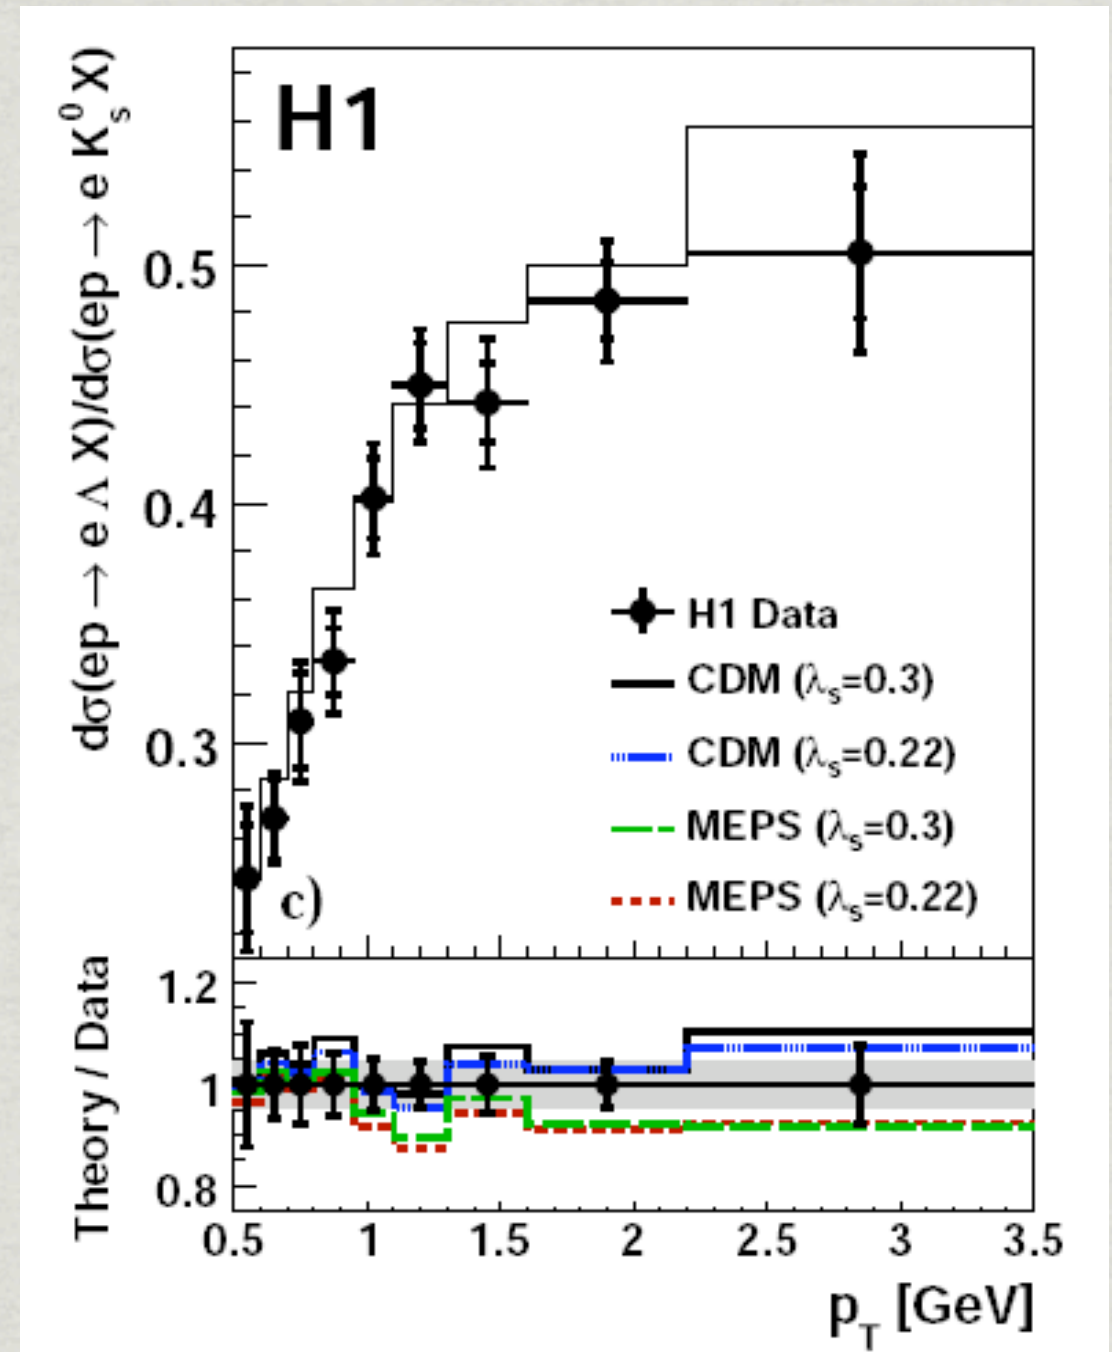 H1
dσ(ep → e Λ X)/dσ(ep → e K⁰ₛ X)
0.5
0.4
0.3
H1 Data
CDM (λₛ=0.3)
CDM (λₛ=0.22)
MEPS (λₛ=0.3)
MEPS (λₛ=0.22)
c)
Theory / Data
1.2
1
0.8
0.5 1 1.5 2 2.5 3 3.5
p_T [GeV]